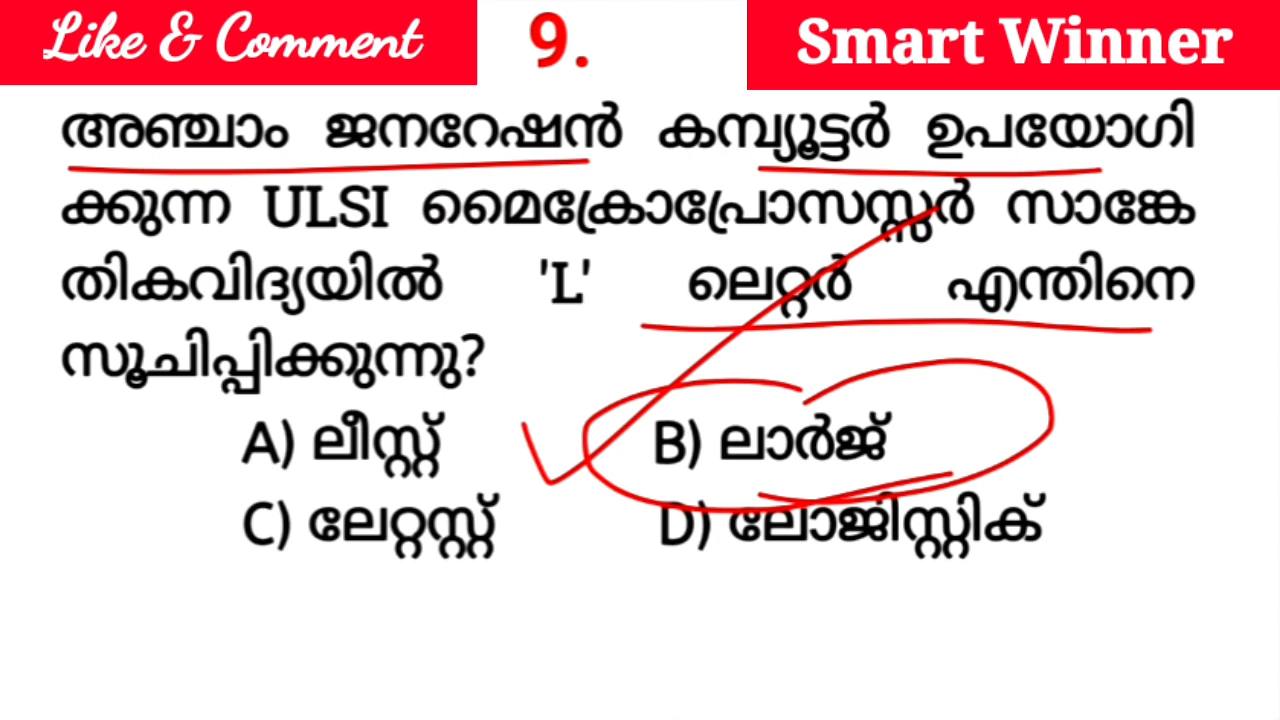 Like & Comment 9. Smart Winner
അഞ്ചാം ജനറേഷൻ കമ്പ്യൂട്ടർ ഉപയോഗി
ക്കുന്ന ULSI മൈക്രോപ്രോസസ്സർ സാങ്കേ
തികവിദ്യയിൽ 'L' ലെറ്റർ എന്തിനെ
സൂചിപ്പിക്കുന്നു?
A) ലീസ്റ്റ് B) ലാർജ്
C) ലേറ്റസ്റ്റ് D) ലോജിസ്റ്റിക്